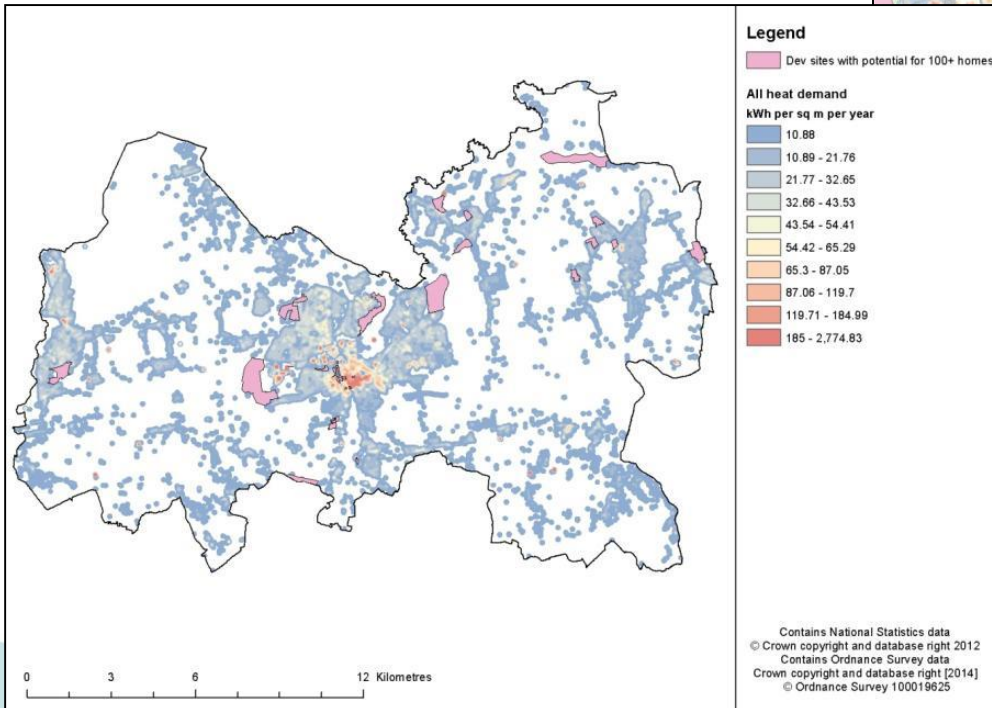 Legend
Dev sites with potential for 100+ homes
All heat demand
kWh per sq m per year
10.88
10.89 - 21.76
21.77 - 32.65
32.66 - 43.53
43.54 - 54.41
54.42 - 65.29
65.3 - 87.05
87.06 - 119.7
119.71 - 184.99
185 - 2,774.83
0 3 6 12 Kilometres
Contains National Statistics data
© Crown copyright and database right 2012
Contains Ordnance Survey data
Crown copyright and database right [2014]
© Ordnance Survey 100019625